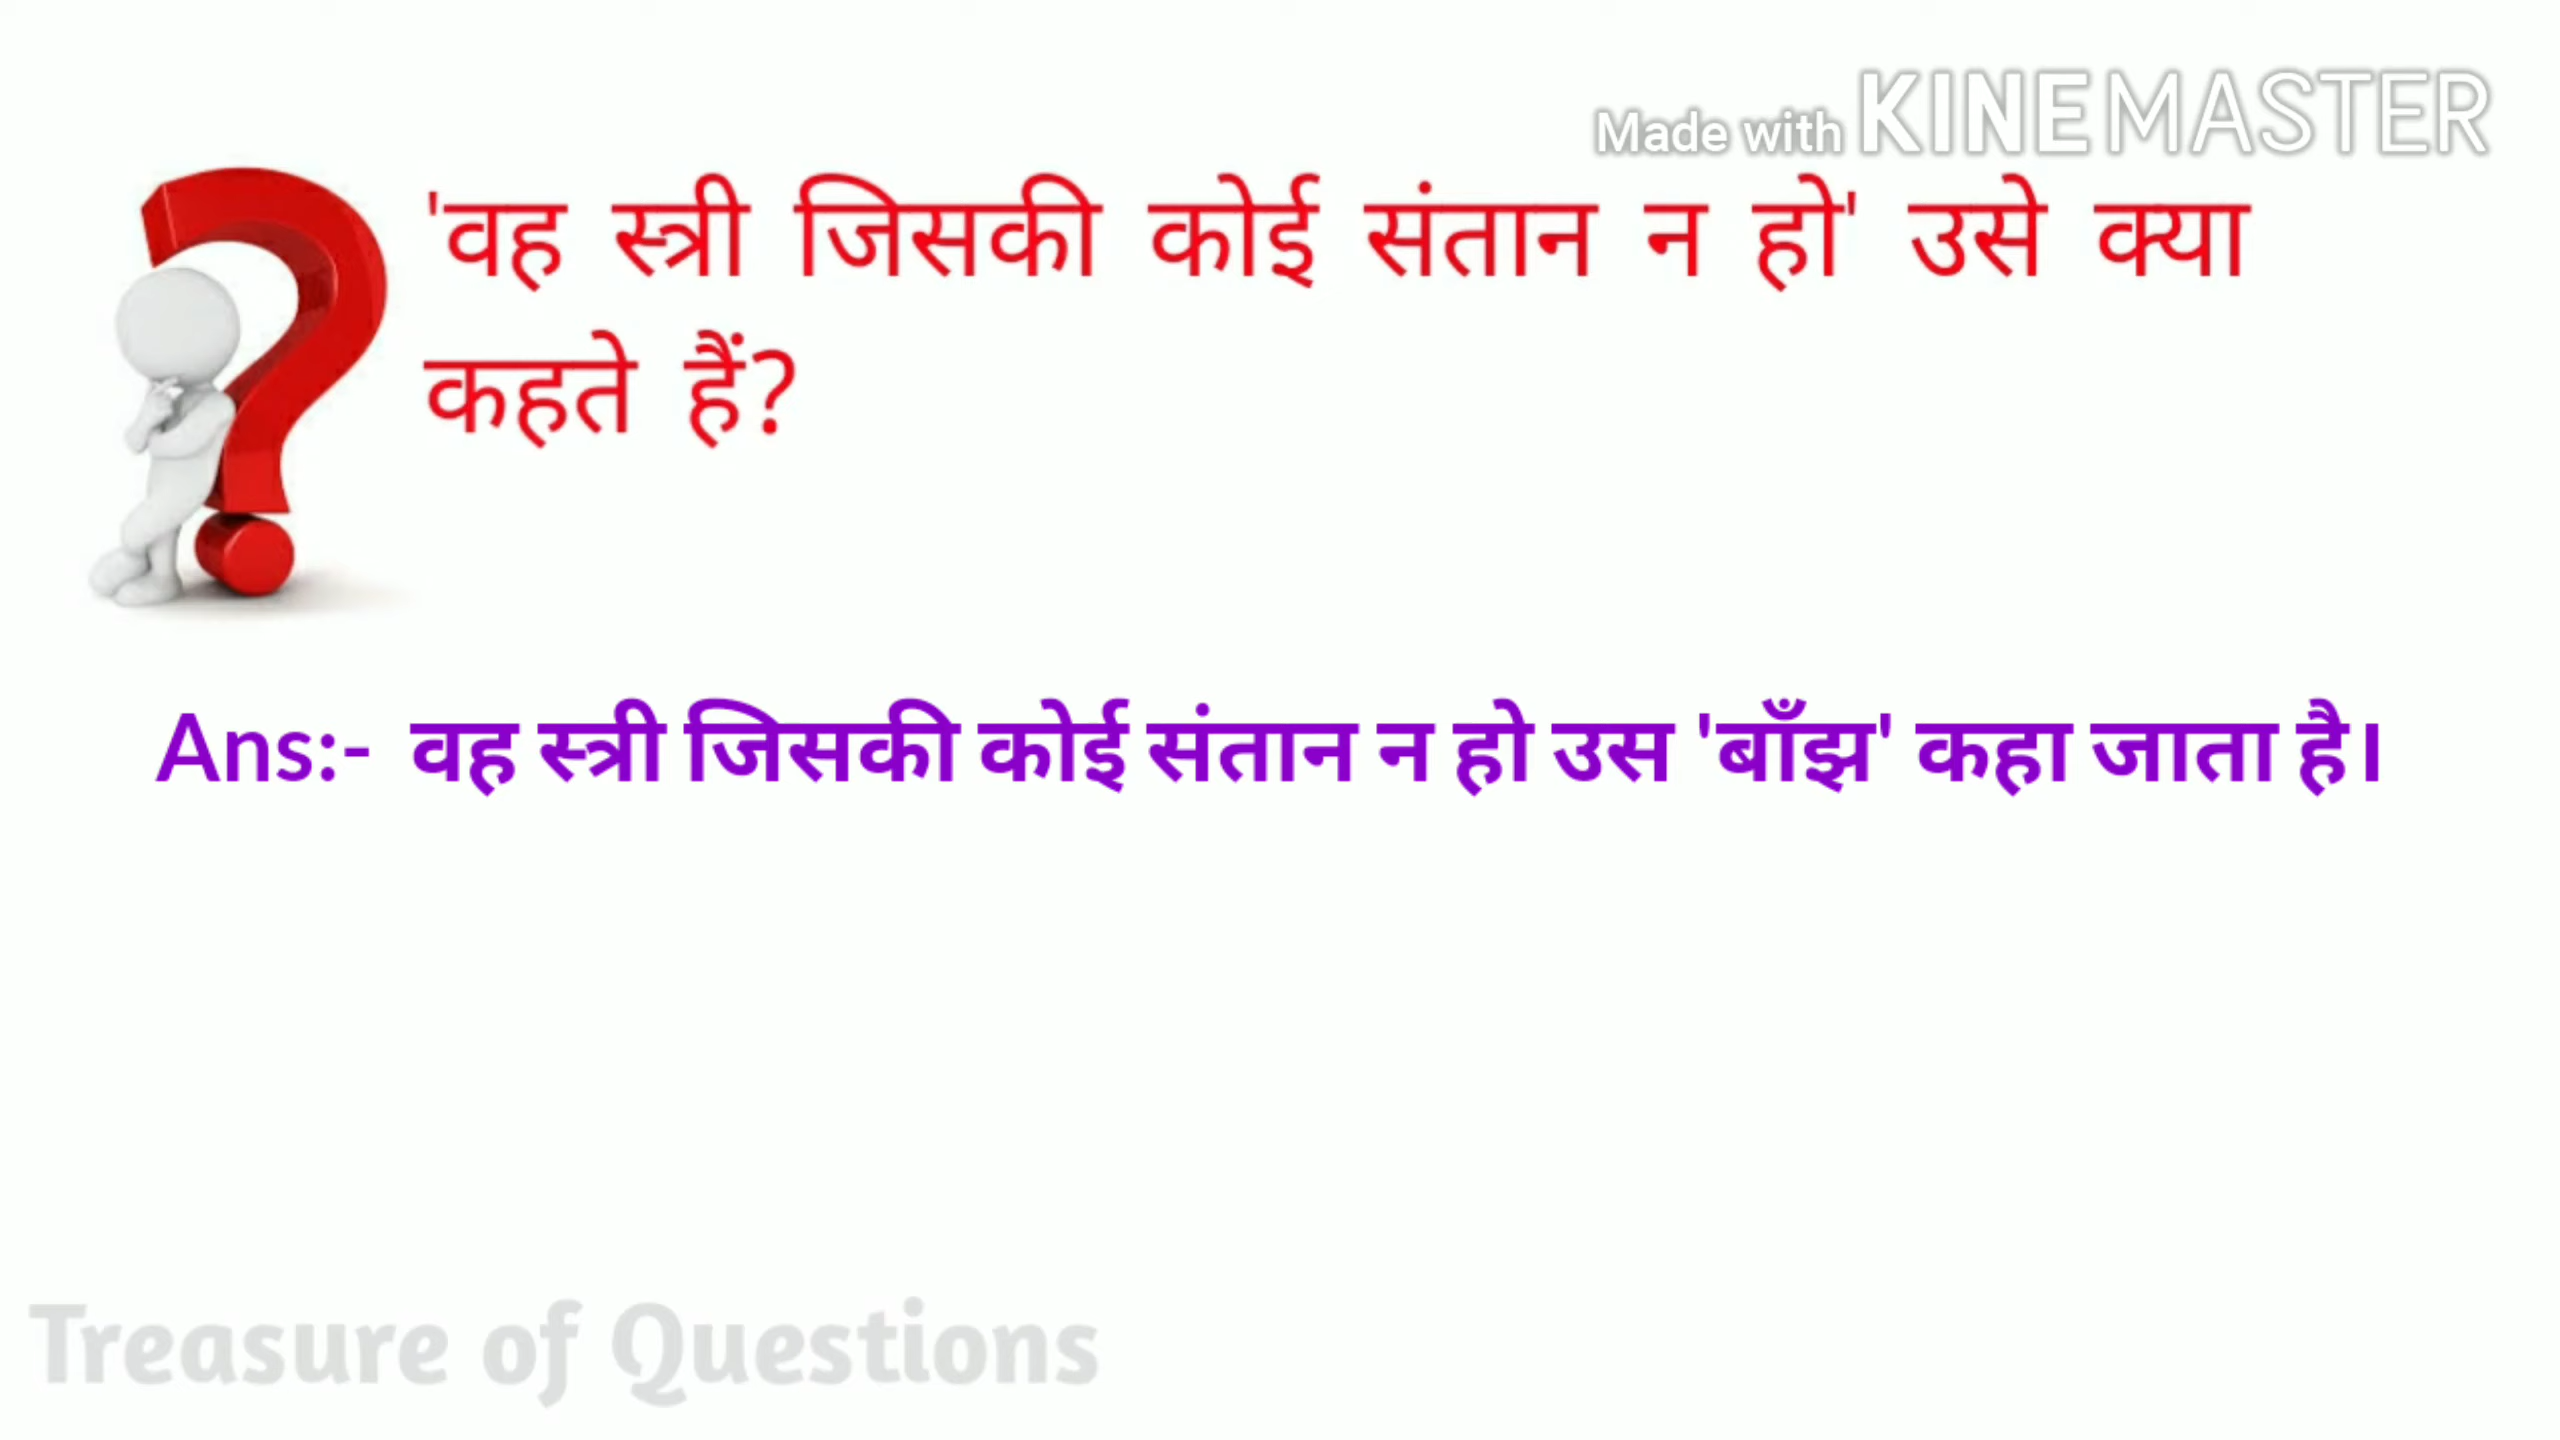 Made with KINEMASTER
'वह स्त्री जिसकी कोई संतान न हो' उसे क्या
कहते हैं?
Ans:- वह स्त्री जिसकी कोई संतान न हो उस 'बाँझ' कहा जाता है।
Treasure of Questions